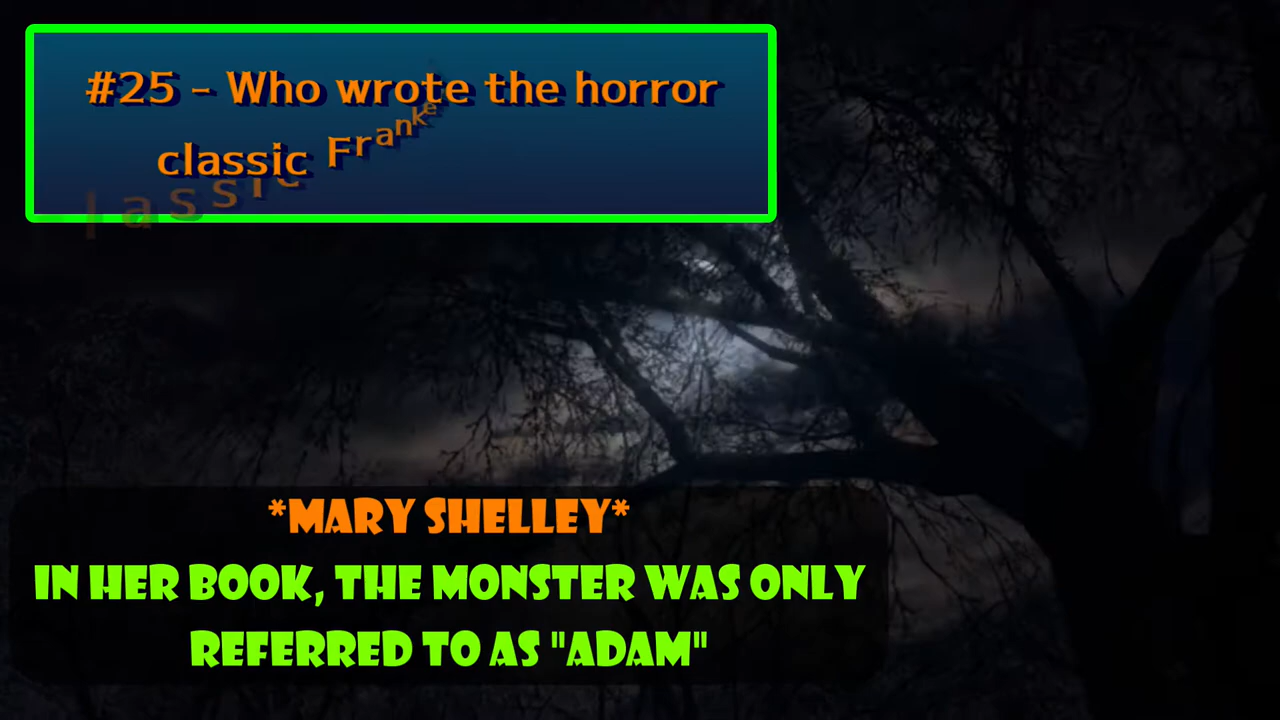 #25 - Who wrote the horror
classic Franke
lassic
*MARY SHELLEY*
IN HER BOOK, THE MONSTER WAS ONLY
REFERRED TO AS "ADAM"